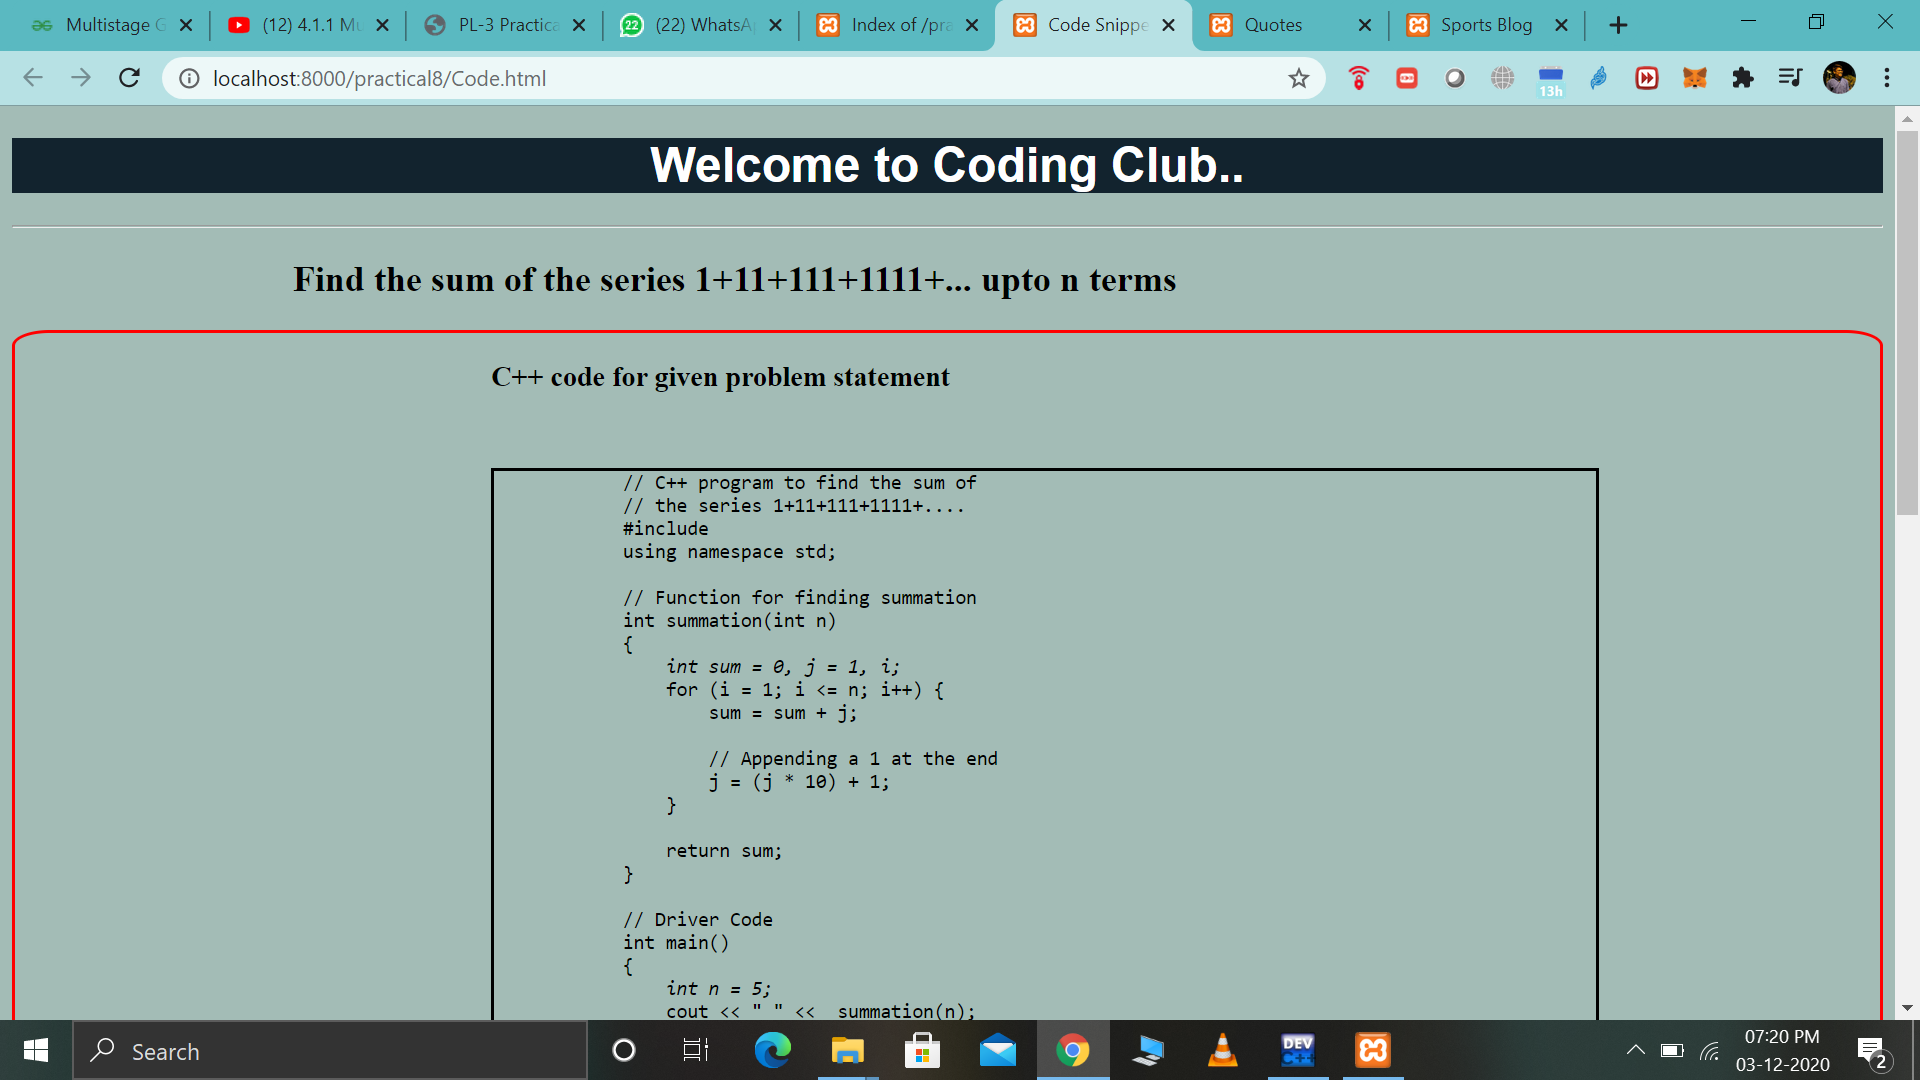 Multistage G
(12) 4.1.1 Mu
PL-3 Practica
22
(22) WhatsA
Index of /pra
Code Snippe
Quotes
Sports Blog
localhost:8000/practical8/Code.html
13h
Welcome to Coding Club..
Find the sum of the series 1+11+111+1111+... upto n terms
C++ code for given problem statement
// C++ program to find the sum of
// the series 1+11+111+1111+....
#include
using namespace std;
// Function for finding summation
int summation(int n)
{
int sum = 0, j = 1, i;
for (i = 1; i <= n; i++) {
sum = sum + j;
// Appending a 1 at the end
j = (j * 10) + 1;
}
return sum;
}
// Driver Code
int main()
{
int n = 5;
cout << " " <<  summation(n);
Search
DEV
C++
07:20 PM
03-12-2020
2